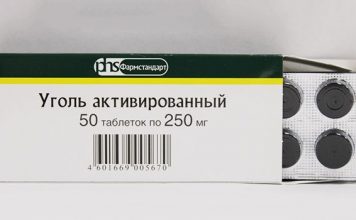 phs Фармстандарт
Уголь активированный
50 таблеток по 250 мг
4 601669 005670